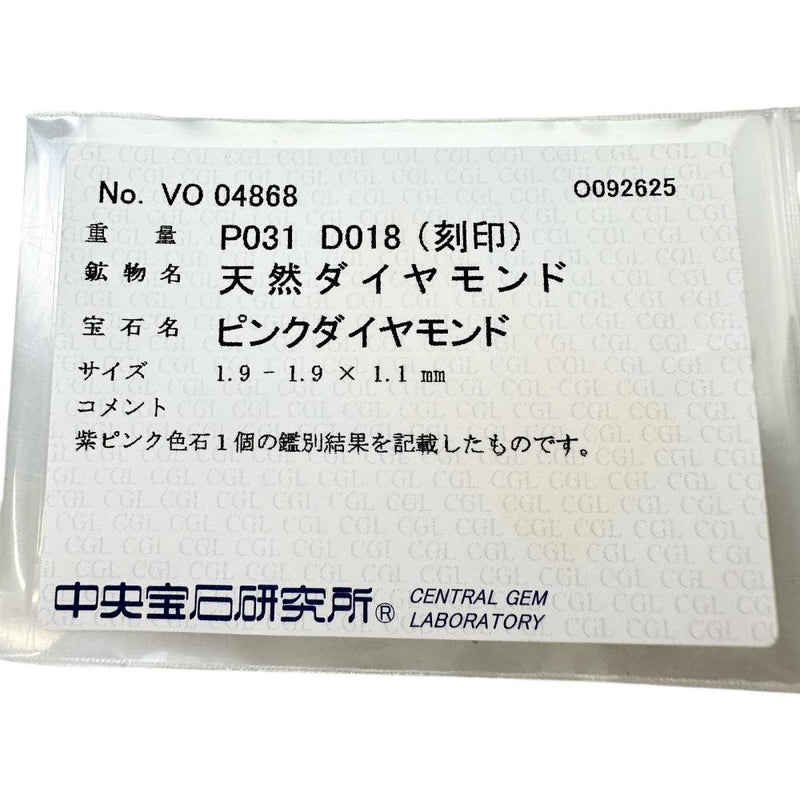 No. VO 04868 O092625
重量 P031 D018（刻印）
鉱物名 天然ダイヤモンド
宝石名 ピンクダイヤモンド
サイズ 1.9 - 1.9 × 1.1 mm
コメント
紫ピンク色石1個の鑑別結果を記載したものです。
中央宝石研究所® CENTRAL GEM
LABORATORY